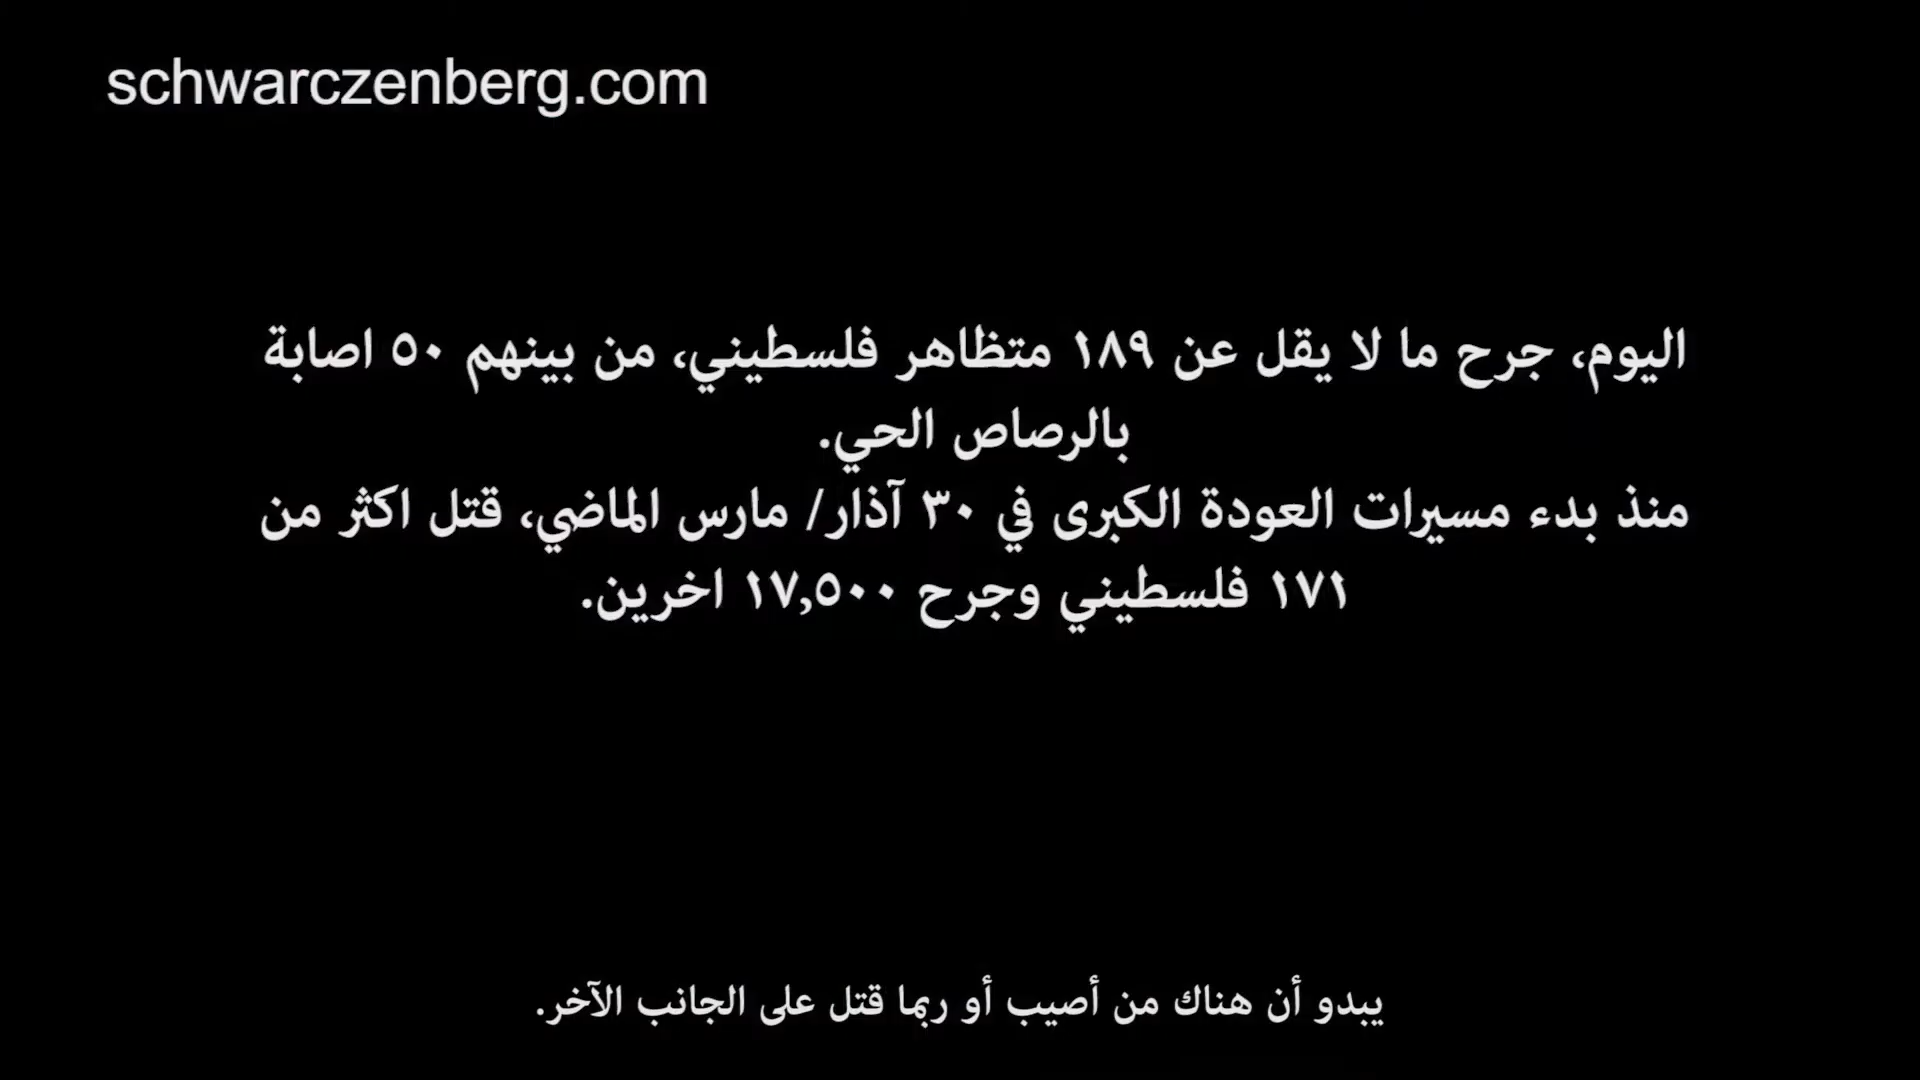 schwarczenberg.com
اليوم، جرح ما لا يقل عن ١٨٩ متظاهر فلسطيني، من بينهم ٥٠ اصابة
بالرصاص الحي.
منذ بدء مسيرات العودة الكبرى في ٣٠ آذار/ مارس الماضي، قتل اكثر من
١٧١ فلسطيني وجرح ١٧,٥٠٠ اخرين.
يبدو أن هناك من أصيب أو ربما قتل على الجانب الآخر.